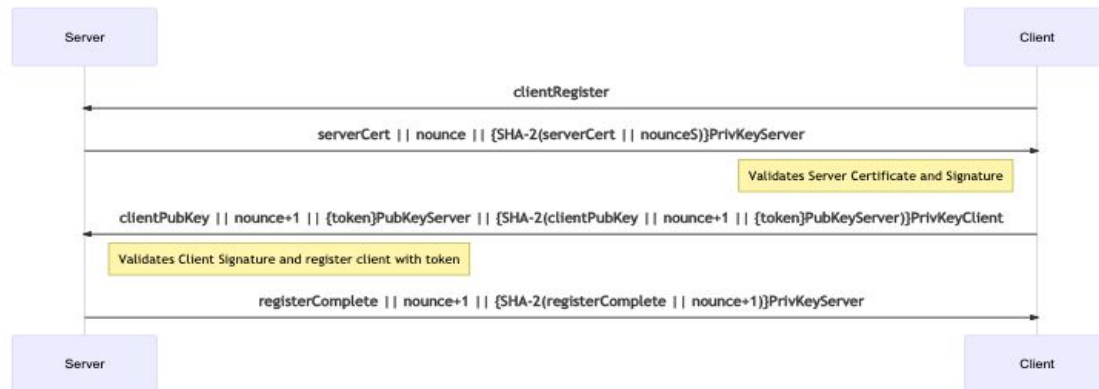 Server
Client
clientRegister
serverCert || nounce || {SHA-2(serverCert || nounceS)}PrivKeyServer
Validates Server Certificate and Signature
clientPubKey || nounce+1 || {token}PubKeyServer || {SHA-2(clientPubKey || nounce+1 || {token}PubKeyServer)}PrivKeyClient
Validates Client Signature and register client with token
registerComplete || nounce+1 || {SHA-2(registerComplete || nounce+1)}PrivKeyServer
Server
Client